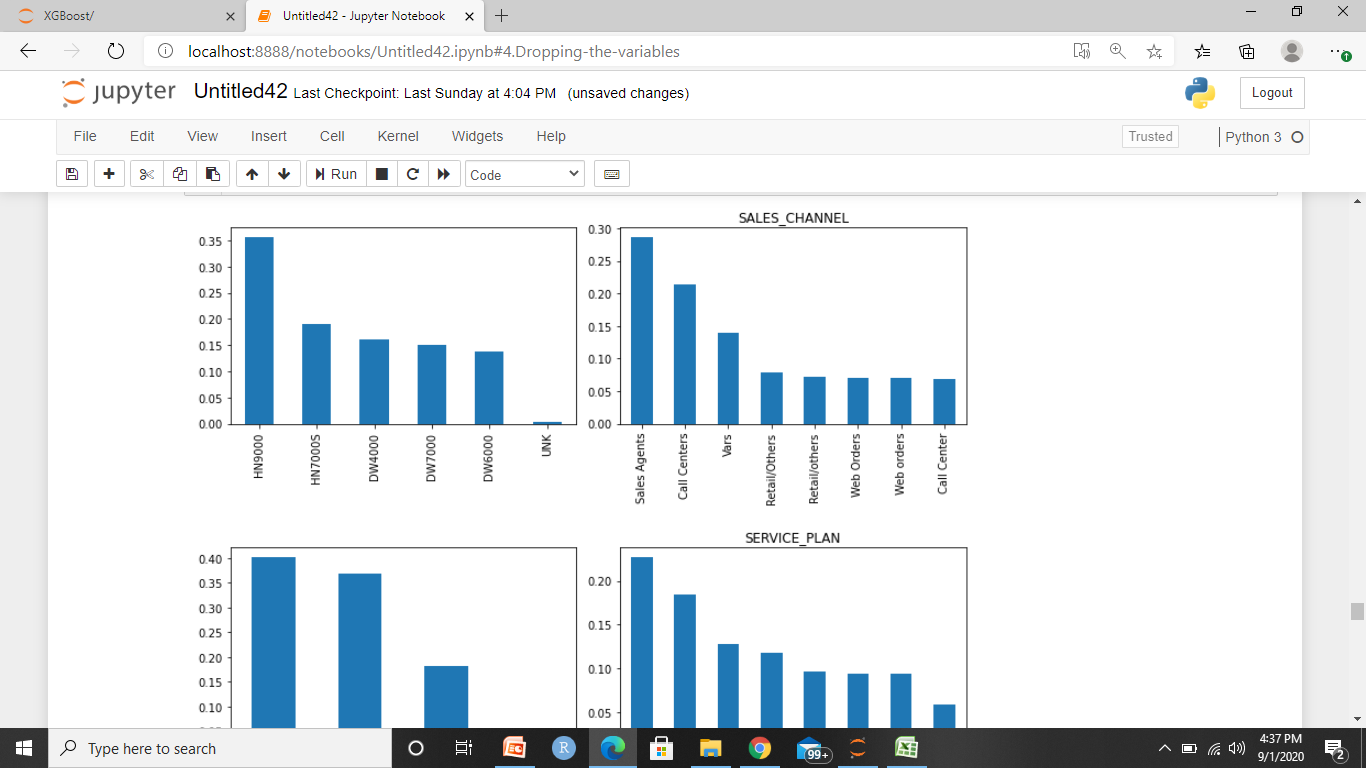 XGBoost/
Untitled42 - Jupyter Notebook
localhost:8888/notebooks/Untitled42.ipynb#4.Dropping-the-variables
jupyter Untitled42 Last Checkpoint: Last Sunday at 4:04 PM (unsaved changes)
Logout
File Edit View Insert Cell Kernel Widgets Help
Trusted
Python 3
Run
Code
0.35
0.30
0.25
0.20
0.15
0.10
0.05
0.00
HN9000
HN7000S
DW4000
DW7000
DW6000
UNK
SALES_CHANNEL
0.30
0.25
0.20
0.15
0.10
0.05
0.00
Sales Agents
Call Centers
Vars
Retail/Others
Retail/others
Web Orders
Web orders
Call Center
0.40
0.35
0.30
0.25
0.20
0.15
0.10
SERVICE_PLAN
0.20
0.15
0.10
0.05
Type here to search
R
99+
4:37 PM
9/1/2020
2